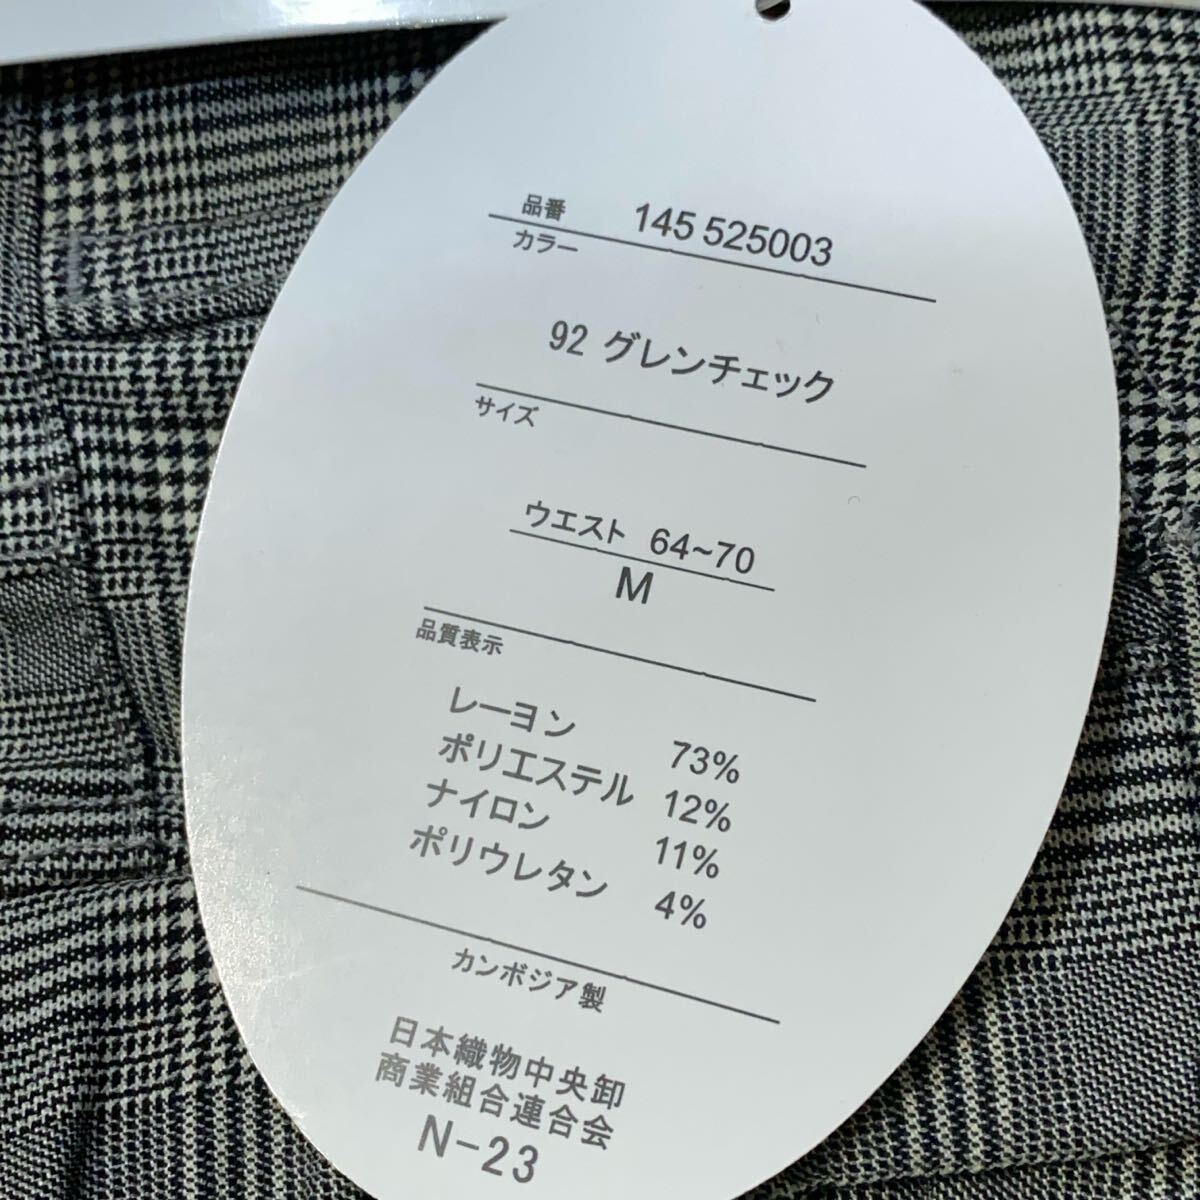 品番 145 525003
カラー
92 グレンチェック
サイズ
ウエスト 64~70
M
品質表示
レーヨン 73%
ポリエステル 12%
ナイロン 11%
ポリウレタン 4%
カンボジア製
日本織物中央卸
商業組合連合会
N-23